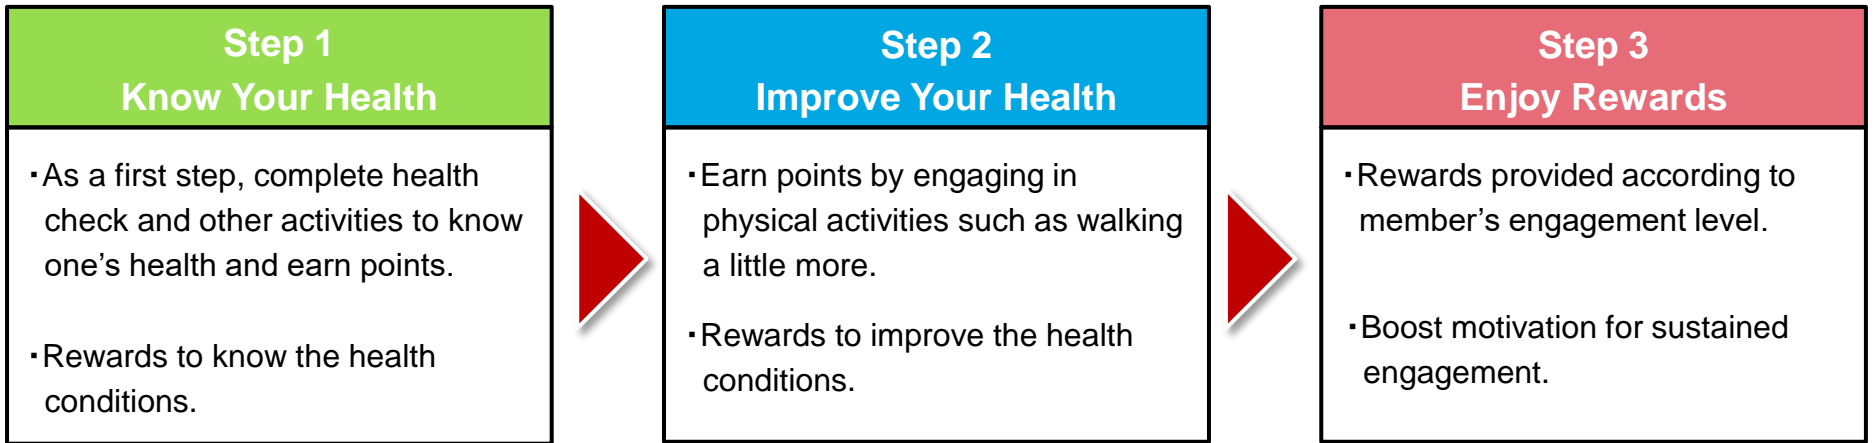 Step 1
Know Your Health
・As a first step, complete health
check and other activities to know
one’s health and earn points.
・Rewards to know the health
conditions.
Step 2
Improve Your Health
・Earn points by engaging in
physical activities such as walking
a little more.
・Rewards to improve the health
conditions.
Step 3
Enjoy Rewards
・Rewards provided according to
member’s engagement level.
・Boost motivation for sustained
engagement.